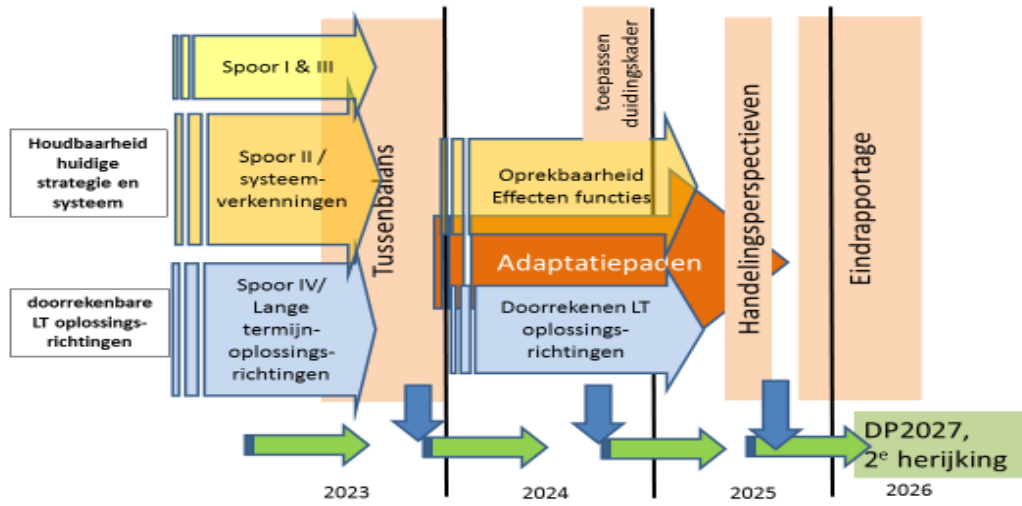 Houdbaarheid
huidige
strategie en
systeem
doorrekenbare
LT oplossings-
richtingen
Spoor I & III
Spoor II /
systeem-
verkenningen
Spoor IV/
Lange
termijn-
oplossings-
richtingen
Tussenbalans
Oprekbaarheid
Effecten functies
Adaptatiepaden
Doorrekenen LT
oplossings-
richtingen
toepassen
duidingskader
Handelingsperspectieven
Eindrapportage
DP2027,
2e herijking
2023
2024
2025
2026